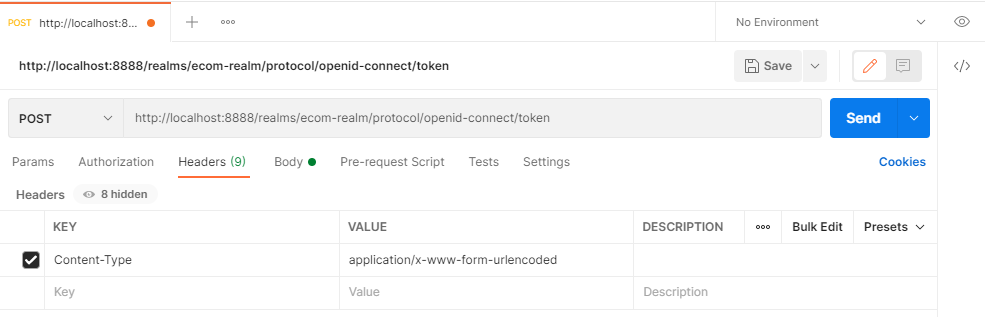 POST http://localhost:8... No Environment
http://localhost:8888/realms/ecom-realm/protocol/openid-connect/token Save
POST http://localhost:8888/realms/ecom-realm/protocol/openid-connect/token Send
Params Authorization Headers (9) Body Pre-request Script Tests Settings Cookies
Headers 8 hidden
KEY VALUE DESCRIPTION Bulk Edit Presets
Content-Type application/x-www-form-urlencoded
Key Value Description